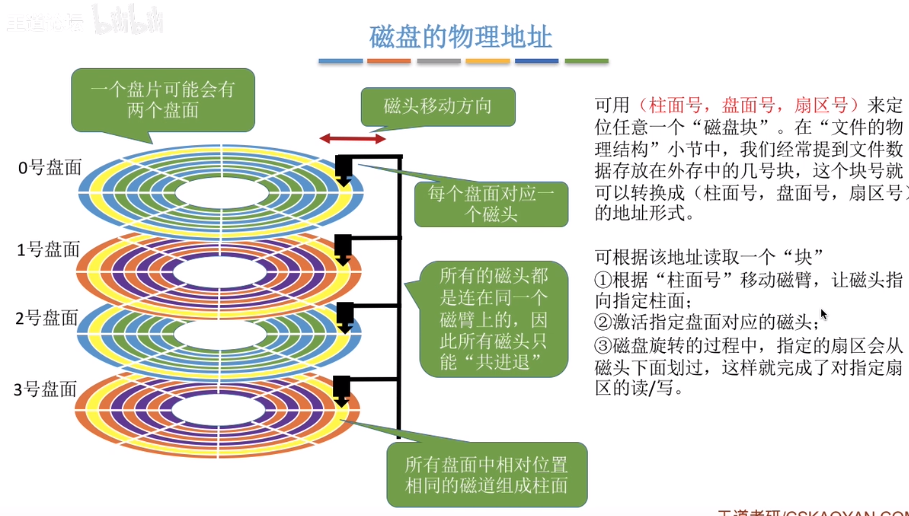 bilibili
磁盘的物理地址
一个盘片可能会有
两个盘面
磁头移动方向
0号盘面
每个盘面对应一
个磁头
1号盘面
所有的磁头都
是连在同一个
磁臂上的，因
此所有磁头只
能“共进退”
2号盘面
3号盘面
所有盘面中相对位置
相同的磁道组成柱面
可用（柱面号，盘面号，扇区号）来定
位任意一个“磁盘块”。在“文件的物
理结构”小节中，我们经常提到文件数
据存放在外存中的几号块，这个块号就
可以转换成（柱面号，盘面号，扇区号）
的地址形式。
可根据该地址读取一个“块”
①根据“柱面号”移动磁臂，让磁头指
向指定柱面；
②激活指定盘面对应的磁头；
③磁盘旋转的过程中，指定的扇区会从
磁头下面划过，这样就完成了对指定扇
区的读/写。
王道考研/CSKAOYAN.COM